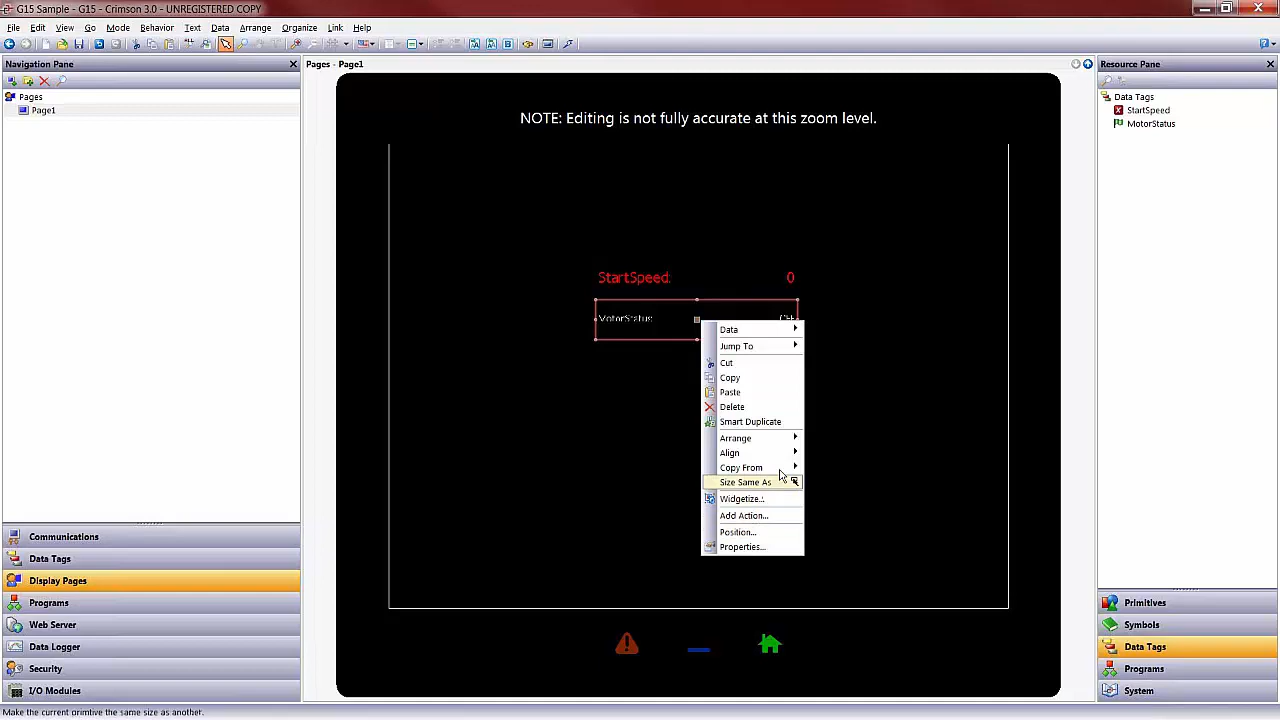 G15 Sample - G15 - Crimson 3.0 - UNREGISTERED COPY
File Edit View Go Mode Behavior Text Data Arrange Organize Link Help
Navigation Pane
Pages
Page1
Communications
Data Tags
Display Pages
Programs
Web Server
Data Logger
Security
I/O Modules
Pages - Page1
NOTE: Editing is not fully accurate at this zoom level.
StartSpeed: 0
MotorStatus:
Data
Jump To
Cut
Copy
Paste
Delete
Smart Duplicate
Arrange
Align
Copy From
Size Same As
Widgetize...
Add Action...
Position...
Properties...
Resource Pane
Data Tags
StartSpeed
MotorStatus
Primitives
Symbols
Data Tags
Programs
System
Make the current primitive the same size as another.